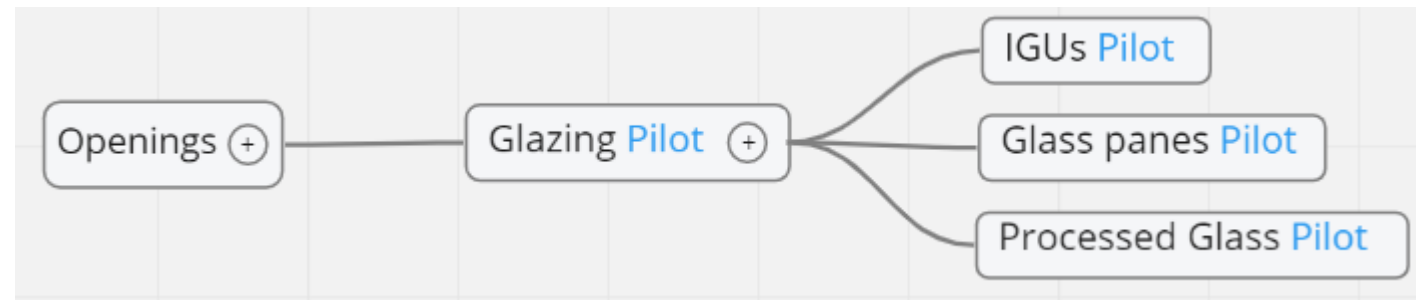 Openings +
Glazing Pilot +
IGUs Pilot
Glass panes Pilot
Processed Glass Pilot